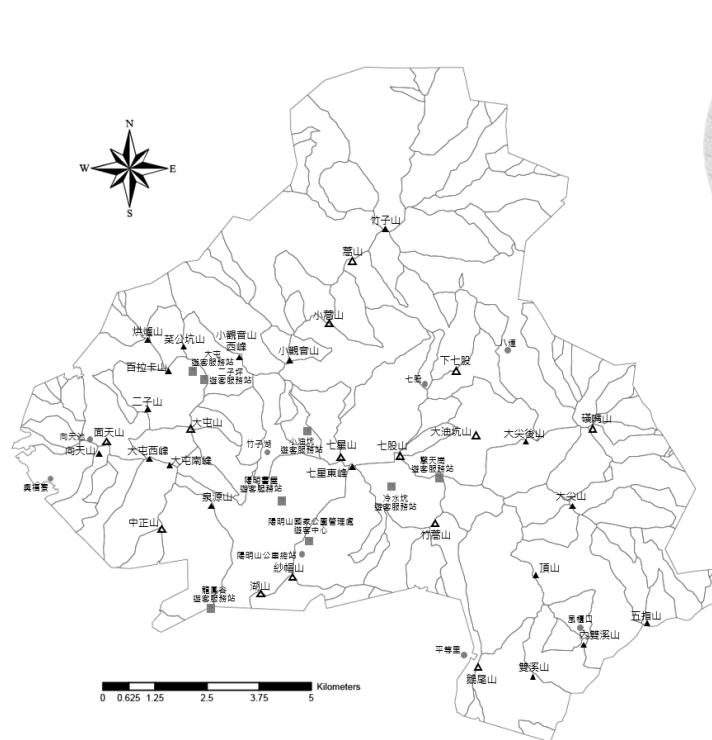 N
W E
S
竹子山
嵩山
小嵩山
烘爐山
菜公坑山
小觀音山
西峰
小觀音山
大屯
遊客服務站
百拉卡山
二子坪
遊客服務站
八煙
下七股
七股
二子山
大屯山
向天池
面天山
向天山
大屯西峰
大屯南峰
竹子湖
小油坑
遊客服務站
七星山
七股山
大油坑山
大尖後山
磺嘴山
七星東峰
擎天崗
遊客服務站
興福寮
陽明書屋
遊客服務站
冷水坑
遊客服務站
泉源山
大尖山
中正山
陽明山國家公園管理處
遊客中心
竹篙山
陽明山公車總站
紗帽山
頂山
湖山
龍鳳谷
遊客服務站
五指山
風櫃口
內雙溪山
平等里
鵝尾山
雙溪山
Kilometers
0 0.625 1.25 2.5 3.75 5